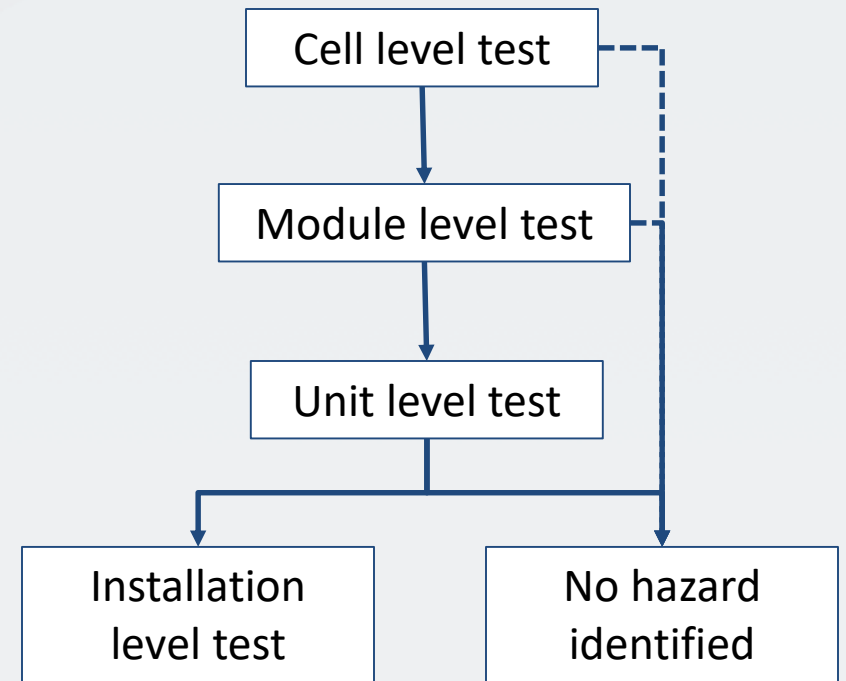 Cell level test
Module level test
Unit level test
Installation
level test
No hazard
identified